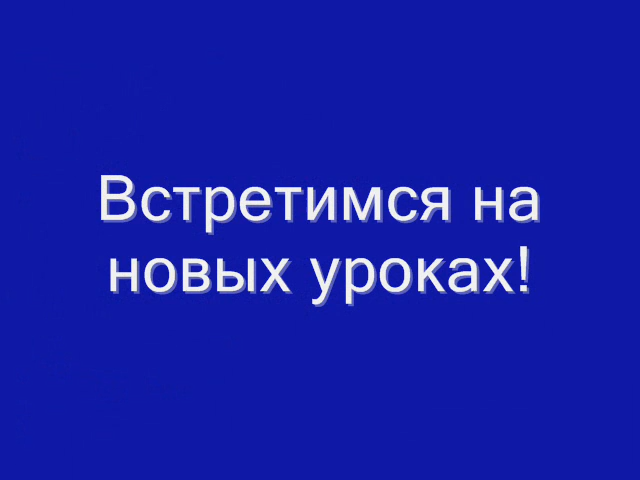 Встретимся на
новых уроках!